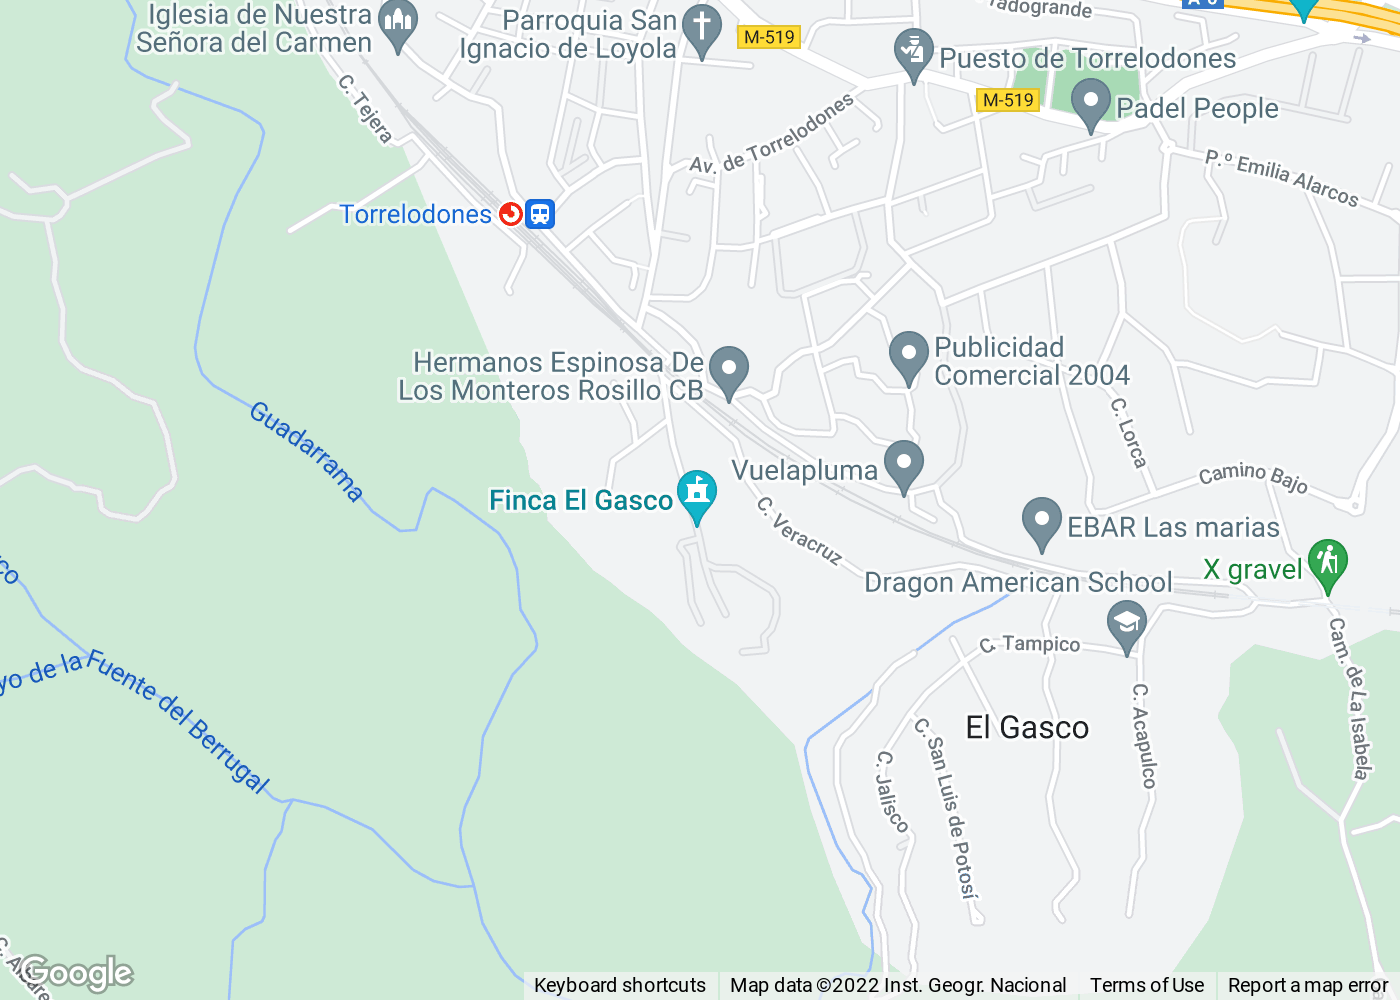 Iglesia de Nuestra
Señora del Carmen
Parroquia San
Ignacio de Loyola
M-519
Puesto de Torrelodones
M-519
Padel People
C. Tejera
Av. de Torrelodones
P.º Emilia Alarcos
Torrelodones
Hermanos Espinosa De
Los Monteros Rosillo CB
Publicidad
Comercial 2004
C. Lorca
Guadarrama
Vuelapluma
Camino Bajo
Finca El Gasco
C. Veracruz
EBAR Las marias
X gravel
Dragon American School
C. Tampico
Cam. de La Isabela
Fuente del Berrugal
de la
El Gasco
C. Acapulco
C. San Luis de Potosí
C. Jalisco
Google
Keyboard shortcuts
Map data ©2022 Inst. Geogr. Nacional
Terms of Use
Report a map error